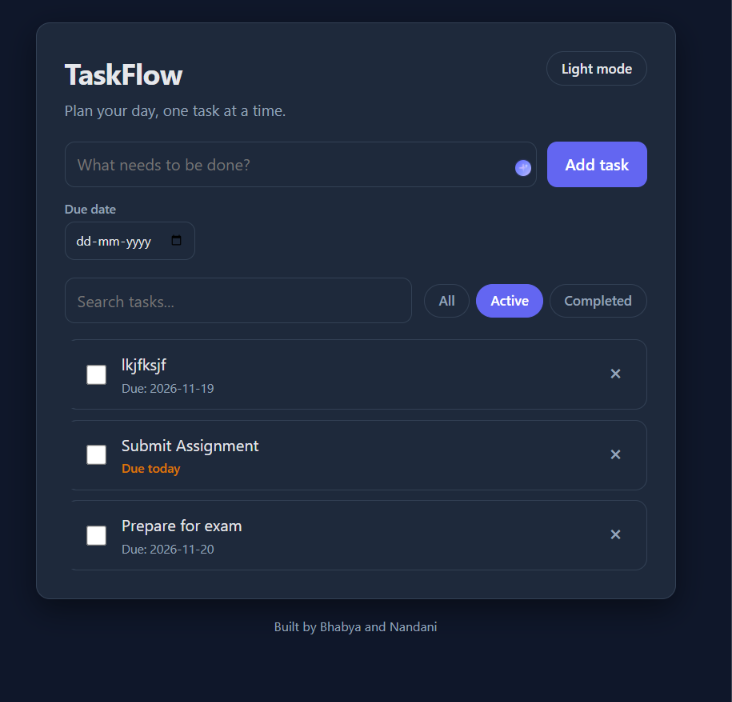 TaskFlow
Light mode
Plan your day, one task at a time.
What needs to be done?
Add task
Due date
dd-mm-yyyy
Search tasks...
All
Active
Completed
lkjfksjf
Due: 2026-11-19
Submit Assignment
Due today
Prepare for exam
Due: 2026-11-20
Built by Bhabya and Nandani